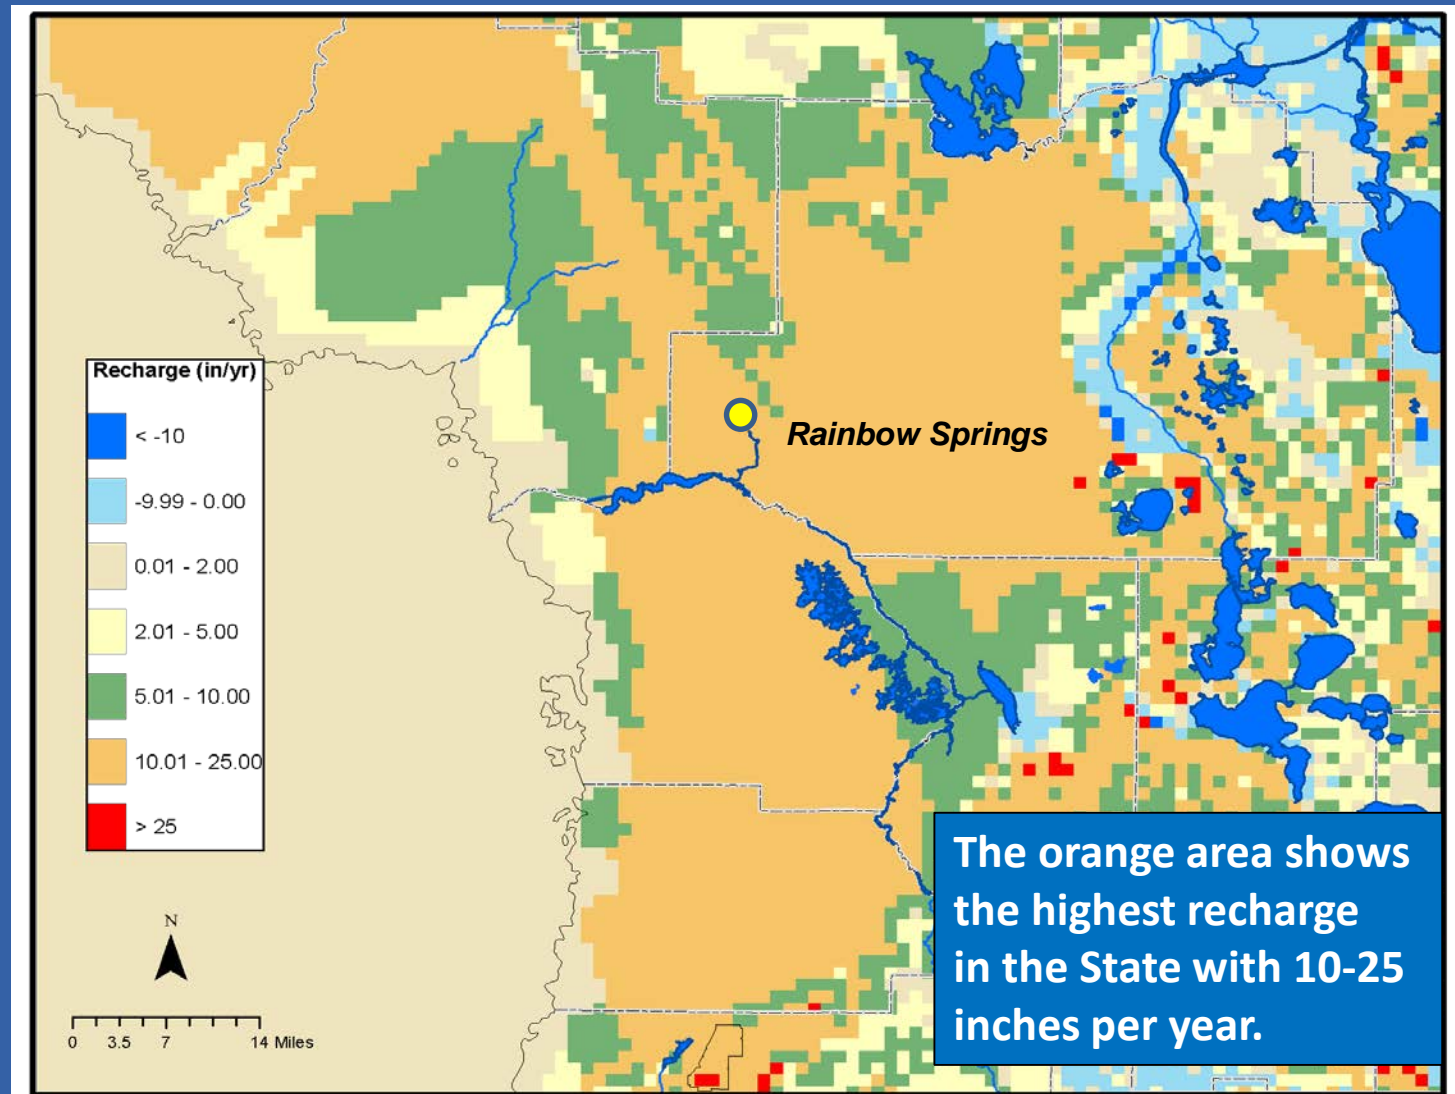 Recharge (in/yr)
< -10
-9.99 - 0.00
0.01 - 2.00
2.01 - 5.00
5.01 - 10.00
10.01 - 25.00
> 25
Rainbow Springs
N
0 3.5 7 14 Miles
The orange area shows
the highest recharge
in the State with 10-25
inches per year.